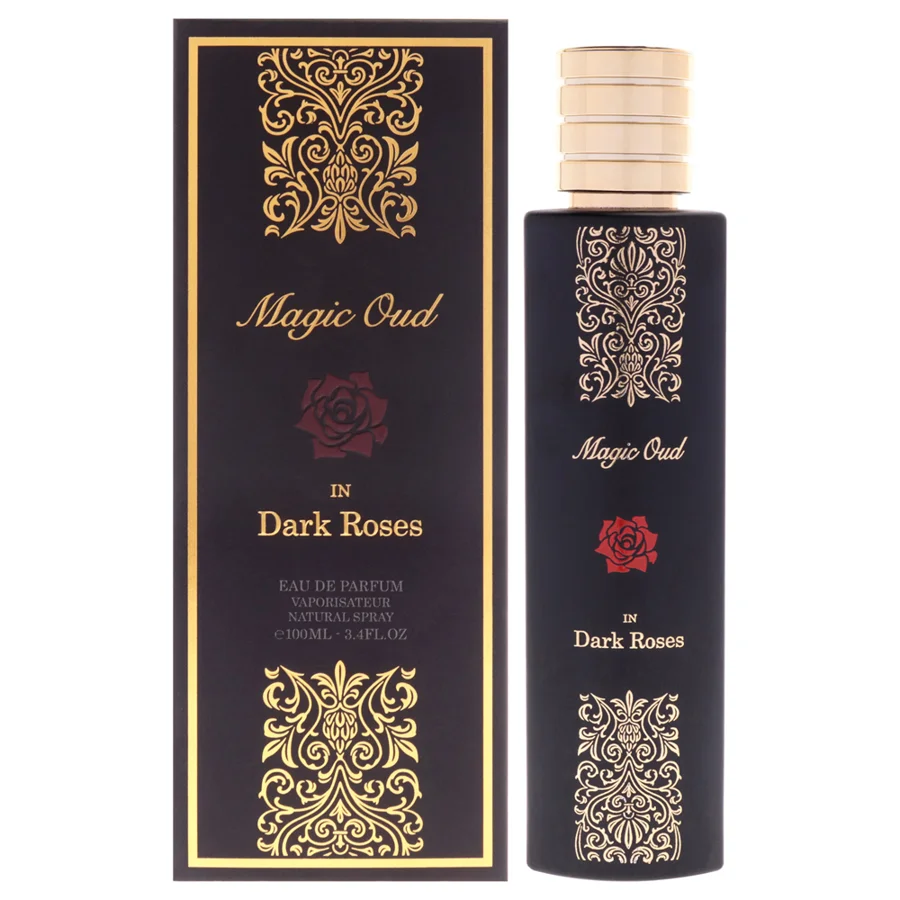 Magic Oud
IN
Dark Roses
EAU DE PARFUM
VAPORISATEUR
NATURAL SPRAY
℮100ML - 3.4FL.OZ
Magic Oud
IN
Dark Roses